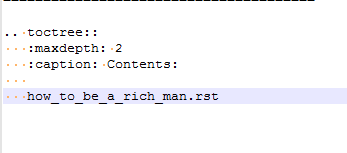 .. toctree::
   :maxdepth: 2
   :caption: Contents:
   how_to_be_a_rich_man.rst